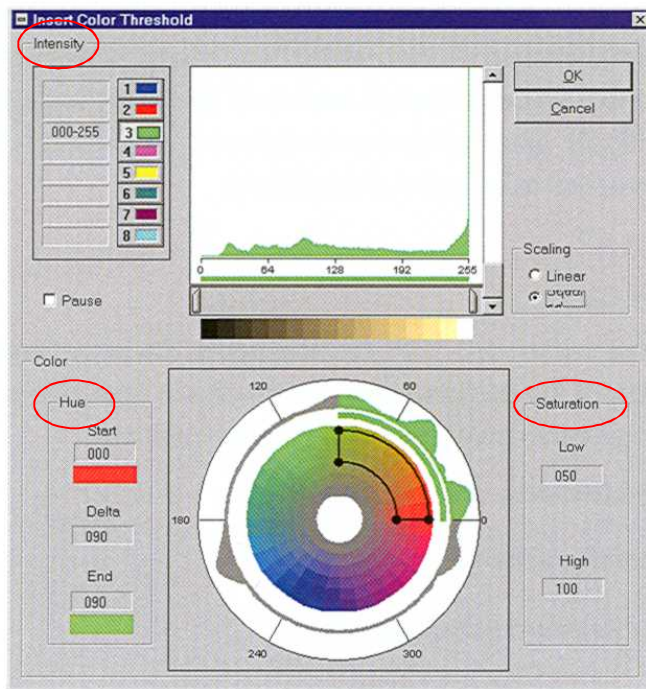 Insert Color Threshold
Intensity
1
2
000-255 3
4
5
6
7
8
0 64 128 192 255
OK
Cancel
Scaling
Linear
Pause
Color
Hue
Start
000
Delta
090
End
090
120 60
180 0
240 300
Saturation
Low
050
High
100